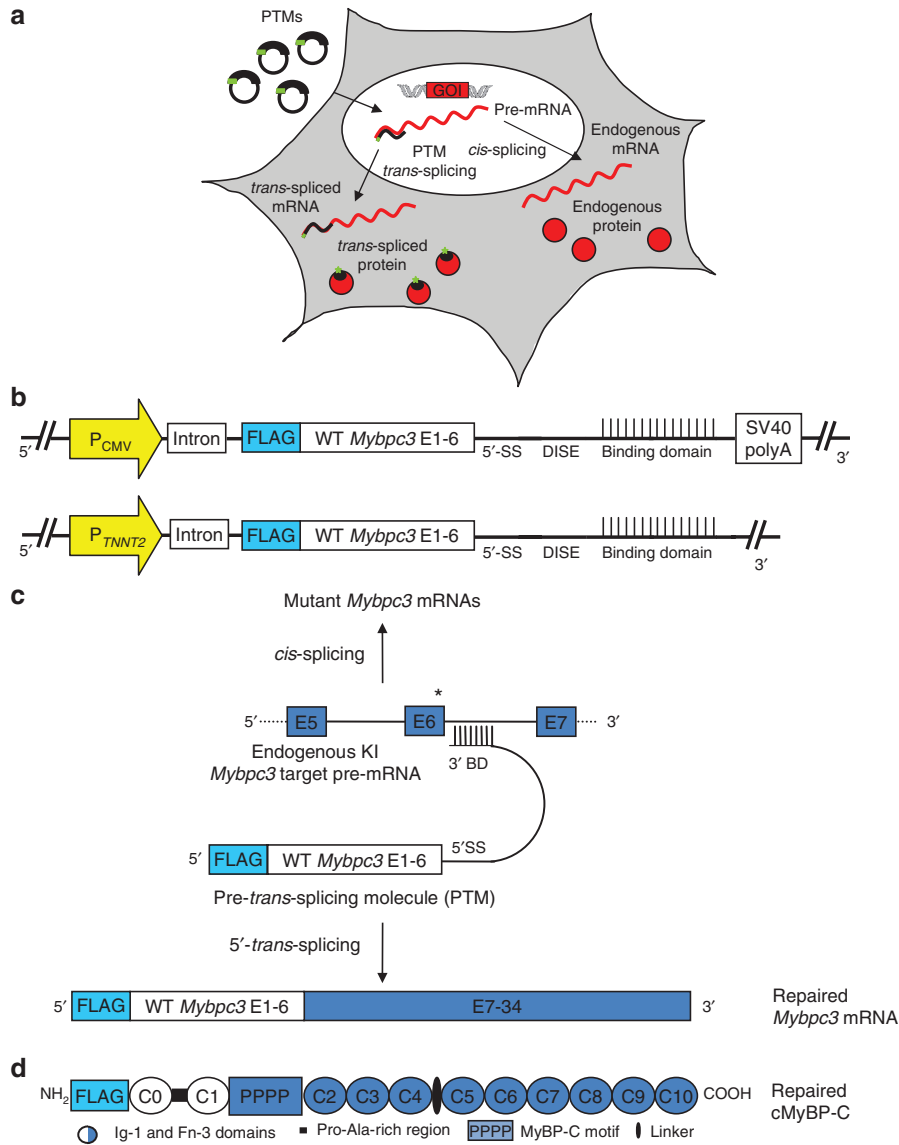 a
PTMs
GOI
Pre-mRNA
PTM
trans-splicing
cis-splicing
Endogenous
mRNA
trans-spliced
mRNA
Endogenous
protein
trans-spliced
protein
b
5′ PCMV Intron FLAG WT Mybpc3 E1-6 5′-SS DISE Binding domain SV40 polyA 3′
5′ PTNNT2 Intron FLAG WT Mybpc3 E1-6 5′-SS DISE Binding domain 3′
c
Mutant Mybpc3 mRNAs
cis-splicing
*
5′ E5 E6 E7 3′
Endogenous KI
Mybpc3 target pre-mRNA
3′ BD
5′ FLAG WT Mybpc3 E1-6 5′SS
Pre-trans-splicing molecule (PTM)
5′-trans-splicing
5′ FLAG WT Mybpc3 E1-6 E7-34 3′
Repaired
Mybpc3 mRNA
d
NH2 FLAG C0 C1 PPPP C2 C3 C4 C5 C6 C7 C8 C9 C10 COOH
Repaired
cMyBP-C
Ig-1 and Fn-3 domains Pro-Ala-rich region PPPP MyBP-C motif Linker